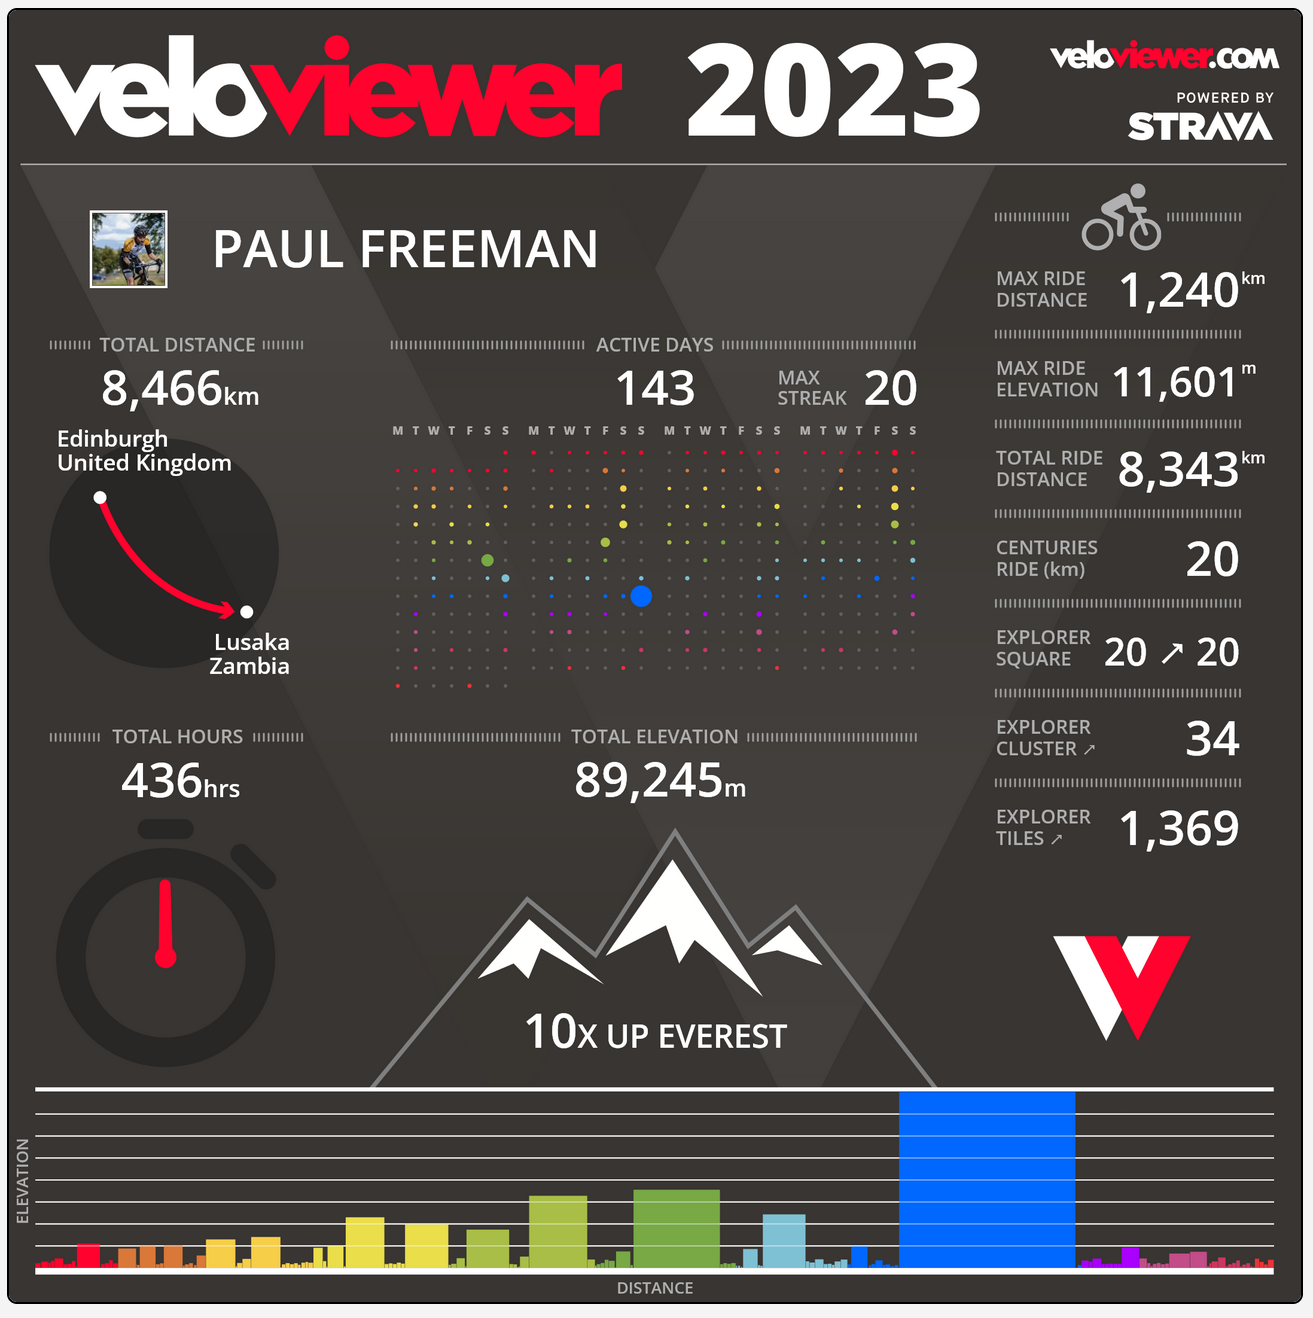 veloviewer 2023
veloviewer.com
POWERED BY
STRAVA
PAUL FREEMAN
TOTAL DISTANCE
8,466km
Edinburgh
United Kingdom
Lusaka
Zambia
ACTIVE DAYS
143
MAX
STREAK
20
M T W T F S S M T W T F S S M T W T F S S M T W T F S S
TOTAL HOURS
436hrs
TOTAL ELEVATION
89,245m
10X UP EVEREST
MAX RIDE
DISTANCE
1,240km
MAX RIDE
ELEVATION
11,601m
TOTAL RIDE
DISTANCE
8,343km
CENTURIES
RIDE (km)
20
EXPLORER
SQUARE
20 ↗ 20
EXPLORER
CLUSTER ↗
34
EXPLORER
TILES ↗
1,369
ELEVATION
DISTANCE